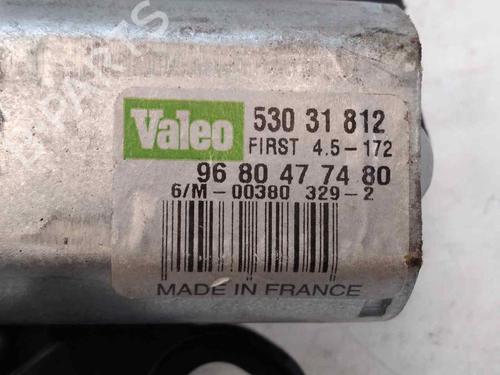 Valeo 530 31 812
FIRST 4.5-172
96 80 47 74 80
6/M-00380 329-2
MADE IN FRANCE